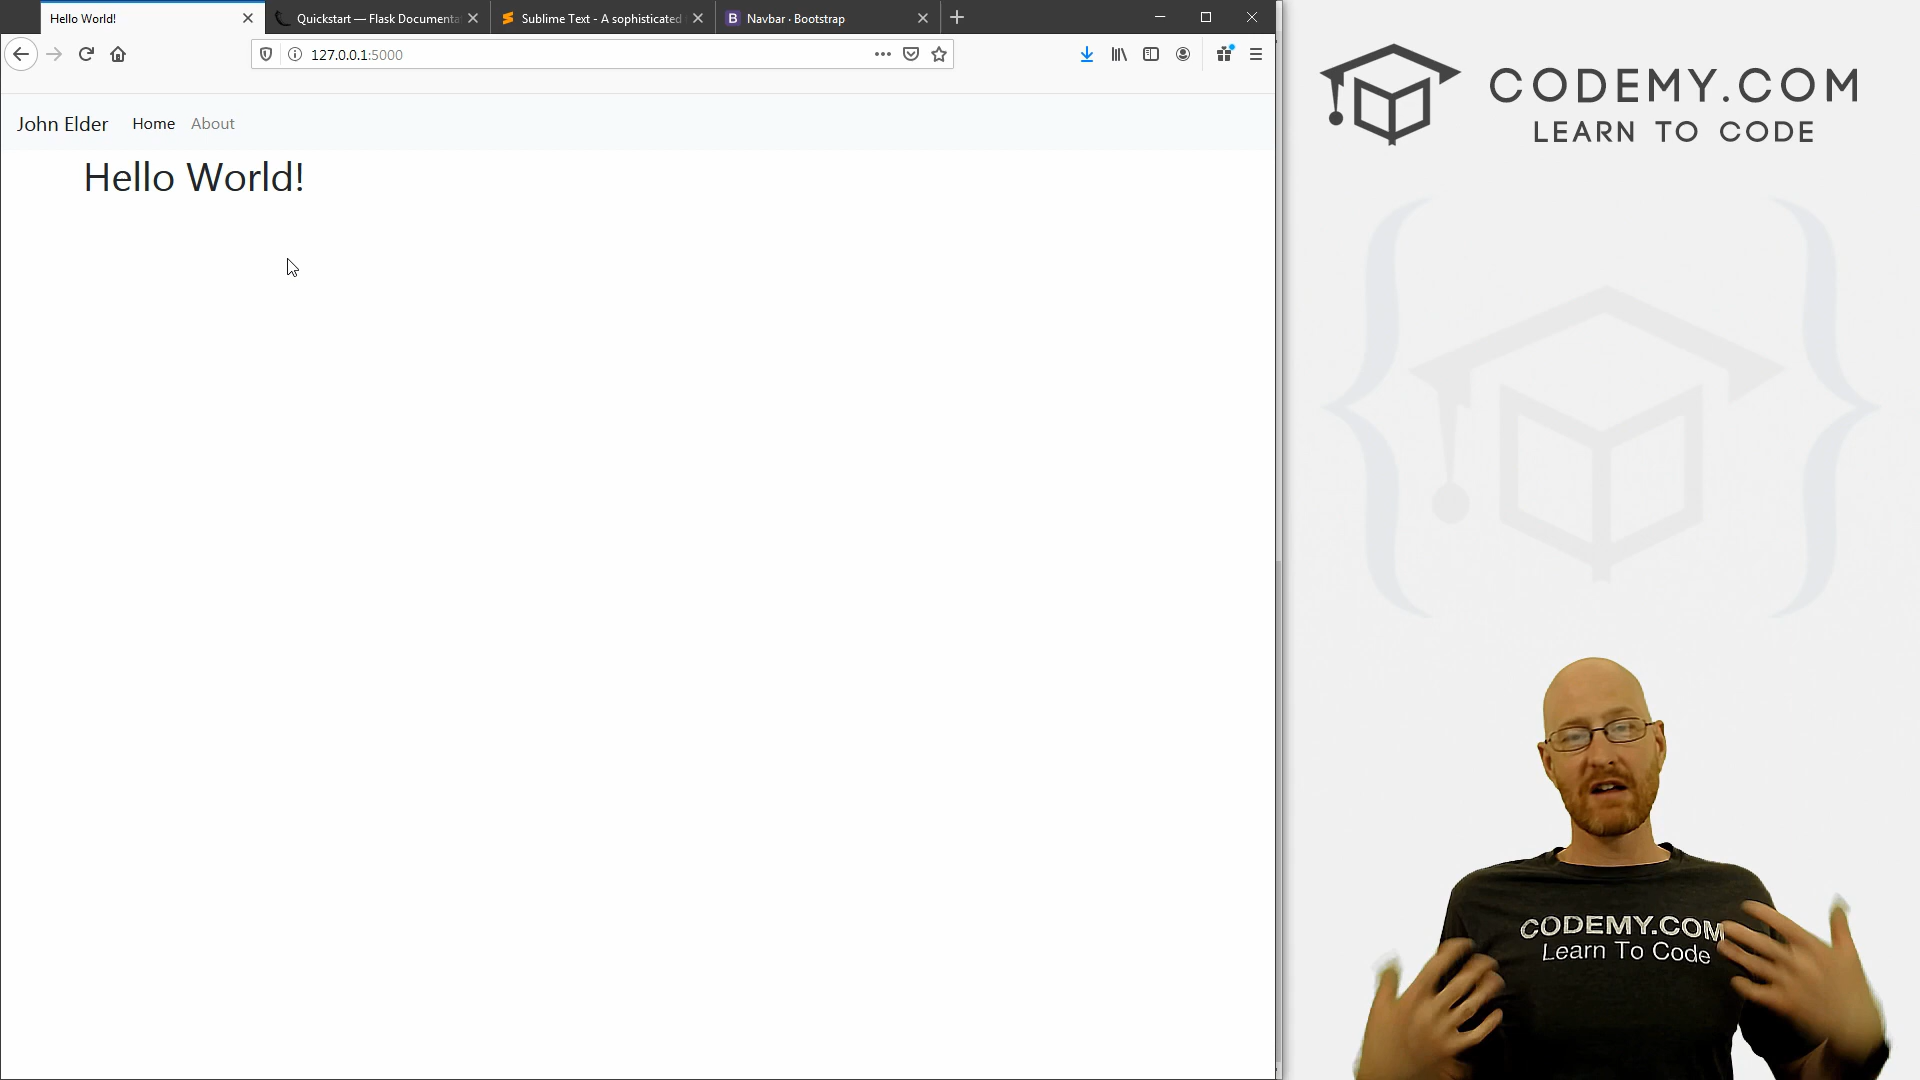 Hello World!
Quickstart — Flask Documenta
Sublime Text - A sophisticated
B Navbar · Bootstrap
127.0.0.1:5000
John Elder Home About
Hello World!
CODEMY.COM
LEARN TO CODE
CODEMY.COM
Learn To Code